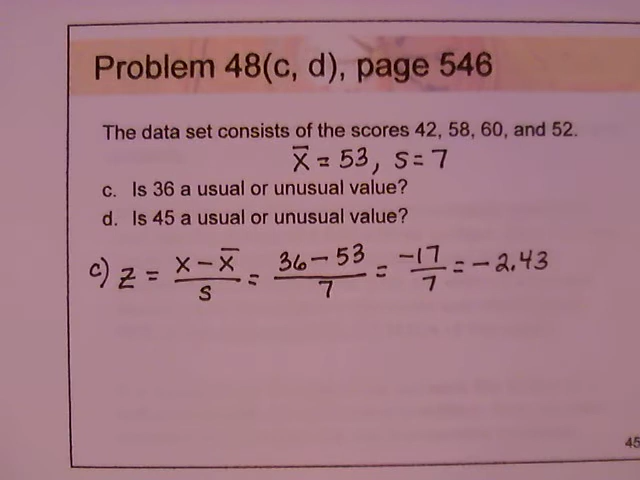 Problem 48(c, d), page 546
The data set consists of the scores 42, 58, 60, and 52.
x̄ = 53, s = 7
c. Is 36 a usual or unusual value?
d. Is 45 a usual or unusual value?
c) z = (x − x̄)/s = (36 − 53)/7 = −17/7 = −2.43
45